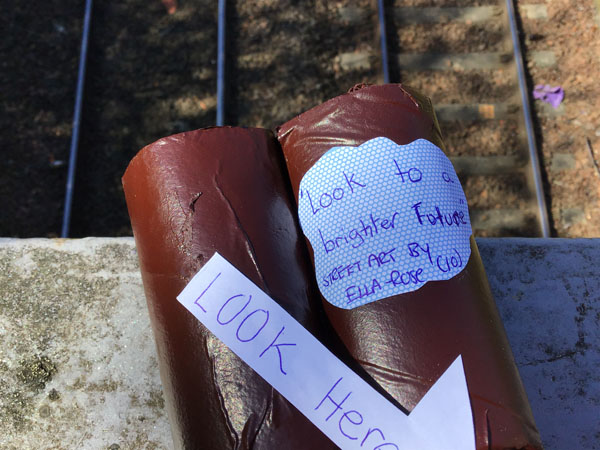 "Look to a
brighter Future"
STREET ART BY
ELLA-ROSE (10)
LOOK Here